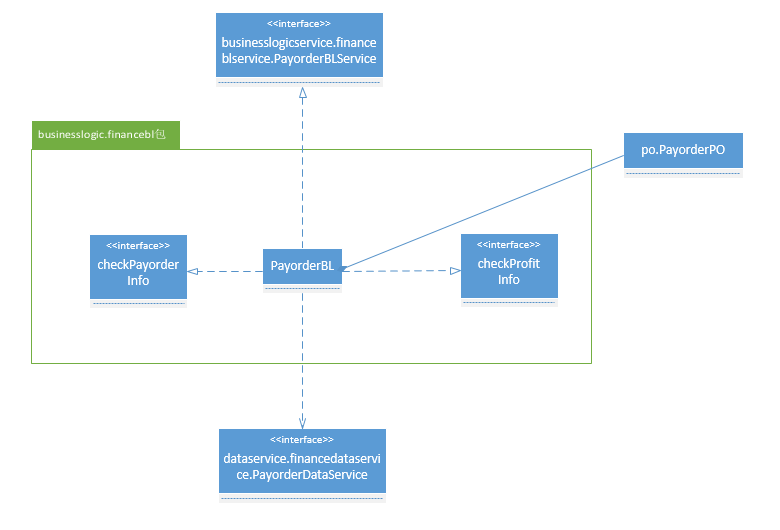 <<interface>>
businesslogicservice.finance
blservice.PayorderBLService
businesslogic.financebl包
po.PayorderPO
<<interface>>
checkPayorder
Info
PayorderBL
<<interface>>
checkProfit
Info
<<interface>>
dataservice.financedataservi
ce.PayorderDataService